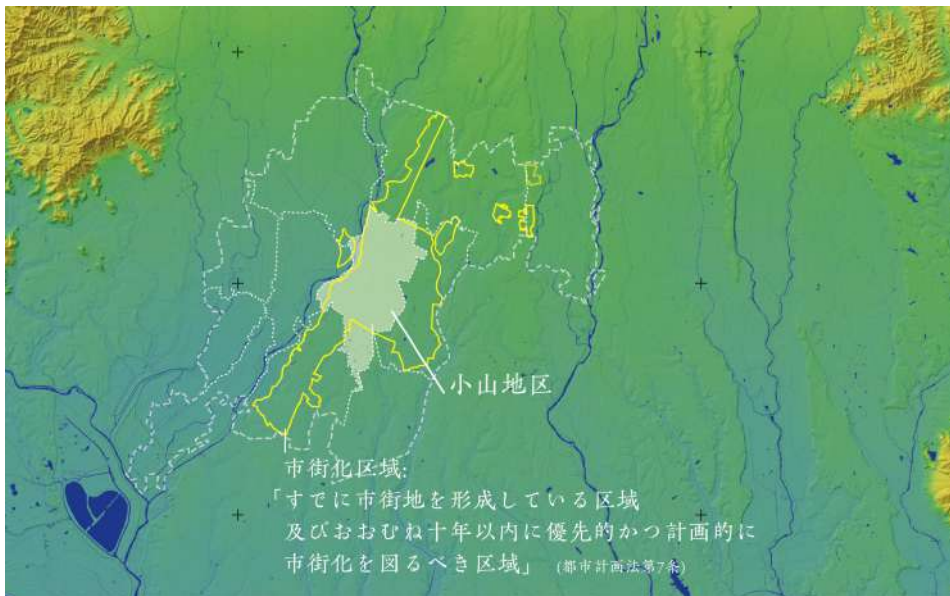 小山地区
市街化区域:
「すでに市街地を形成している区域
及びおおむね十年以内に優先的かつ計画的に
市街化を図るべき区域」 (都市計画法第7条)